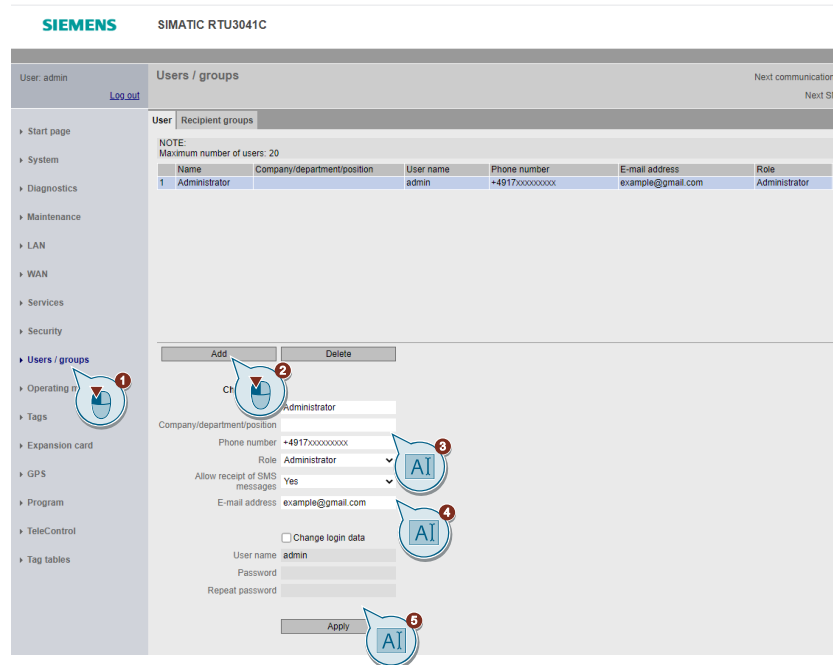 SIEMENS SIMATIC RTU3041C
User: admin
Log out
Users / groups
Next communication
Next
User Recipient groups
NOTE:
Maximum number of users: 20
Name Company/department/position User name Phone number E-mail address Role
1 Administrator admin +4917xxxxxxxxx example@gmail.com Administrator
Start page
System
Diagnostics
Maintenance
LAN
WAN
Services
Security
Users / groups
Operating
Tags
Expansion card
GPS
Program
TeleControl
Tag tables
1
Add Delete
2
Administrator
Company/department/position
Phone number +4917xxxxxxxxx
3
AI
Role Administrator
Allow receipt of SMS
messages Yes
E-mail address example@gmail.com
4
AI
Change login data
User name admin
Password
Repeat password
Apply
5
AI